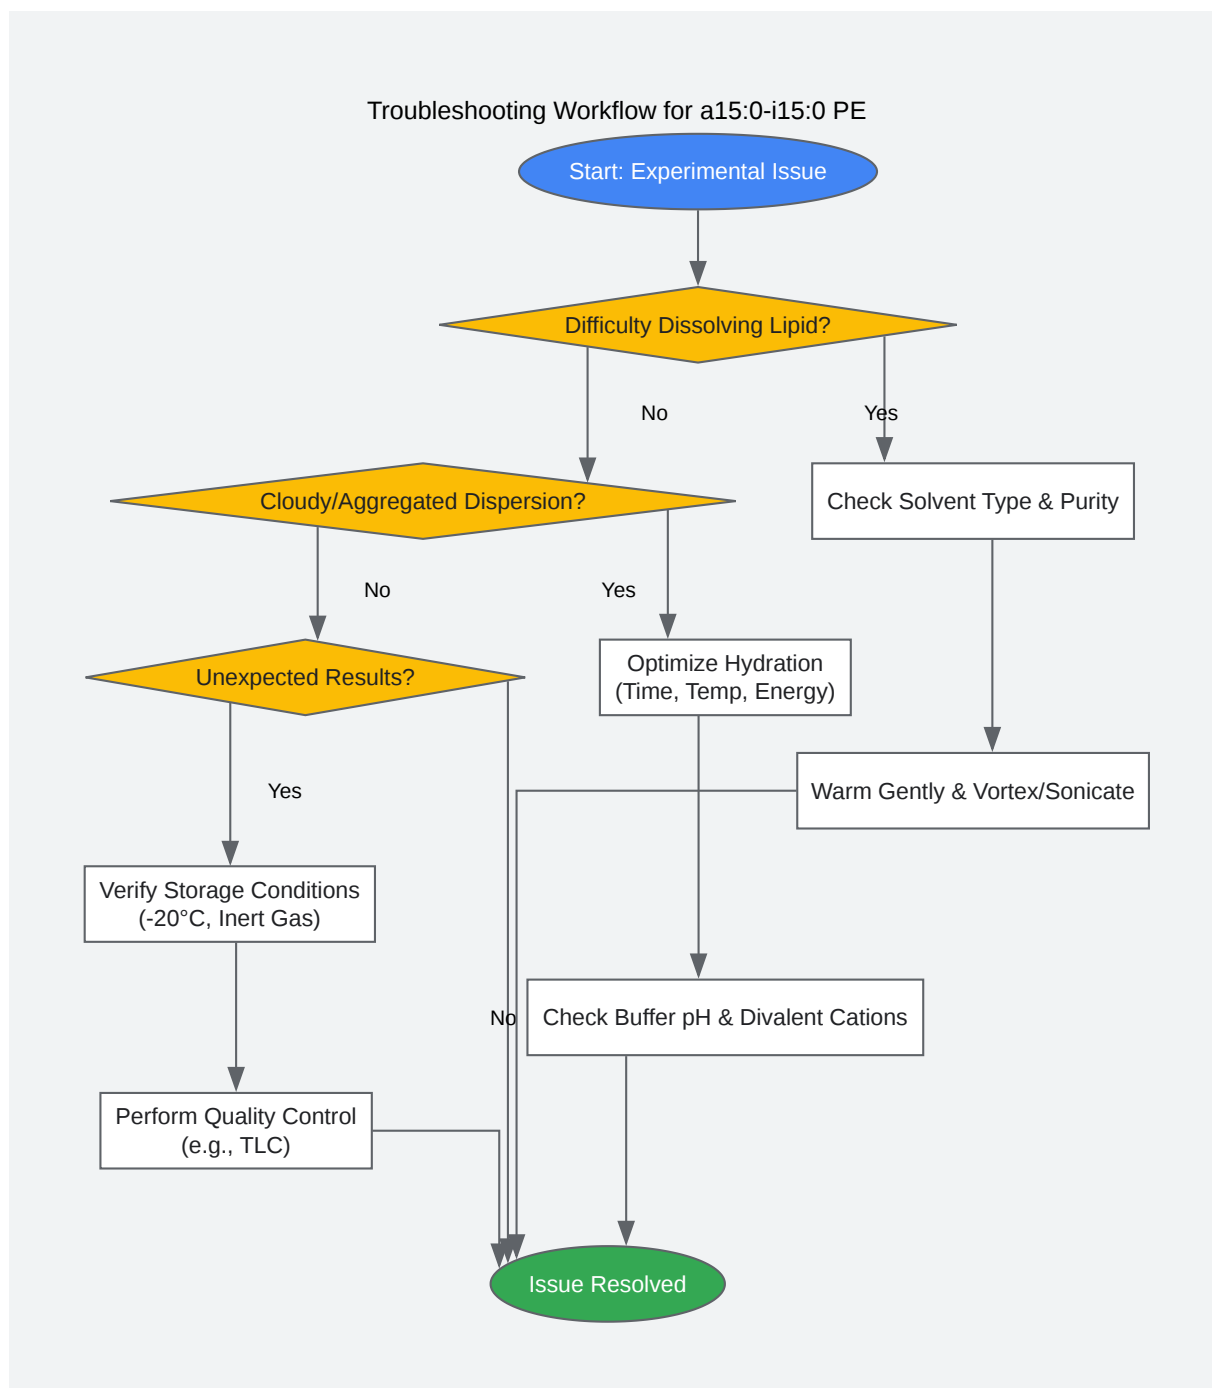 Troubleshooting Workflow for a15:0-i15:0 PE
Start: Experimental Issue
Difficulty Dissolving Lipid?
No
Yes
Cloudy/Aggregated Dispersion?
Check Solvent Type & Purity
No
Yes
Unexpected Results?
Optimize Hydration
(Time, Temp, Energy)
Yes
Warm Gently & Vortex/Sonicate
Verify Storage Conditions
(-20°C, Inert Gas)
No
Check Buffer pH & Divalent Cations
Perform Quality Control
(e.g., TLC)
Issue Resolved